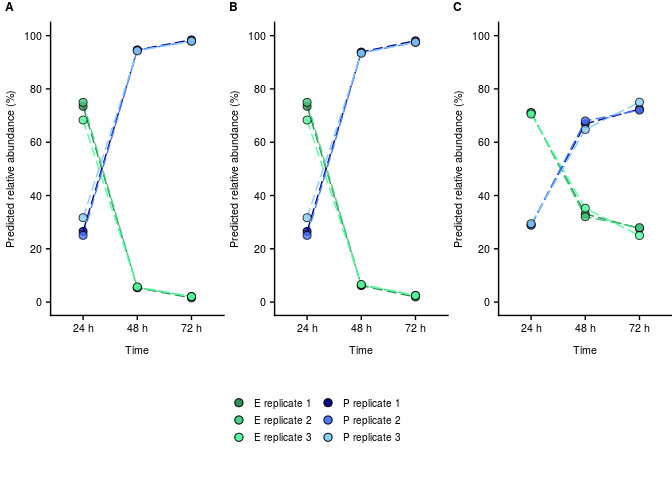 A
B
C
Predicted relative abundance (%)
100
80
60
40
20
0
24 h
48 h
72 h
Time
Predicted relative abundance (%)
100
80
60
40
20
0
24 h
48 h
72 h
Time
Predicted relative abundance (%)
100
80
60
40
20
0
24 h
48 h
72 h
Time
E replicate 1
P replicate 1
E replicate 2
P replicate 2
E replicate 3
P replicate 3